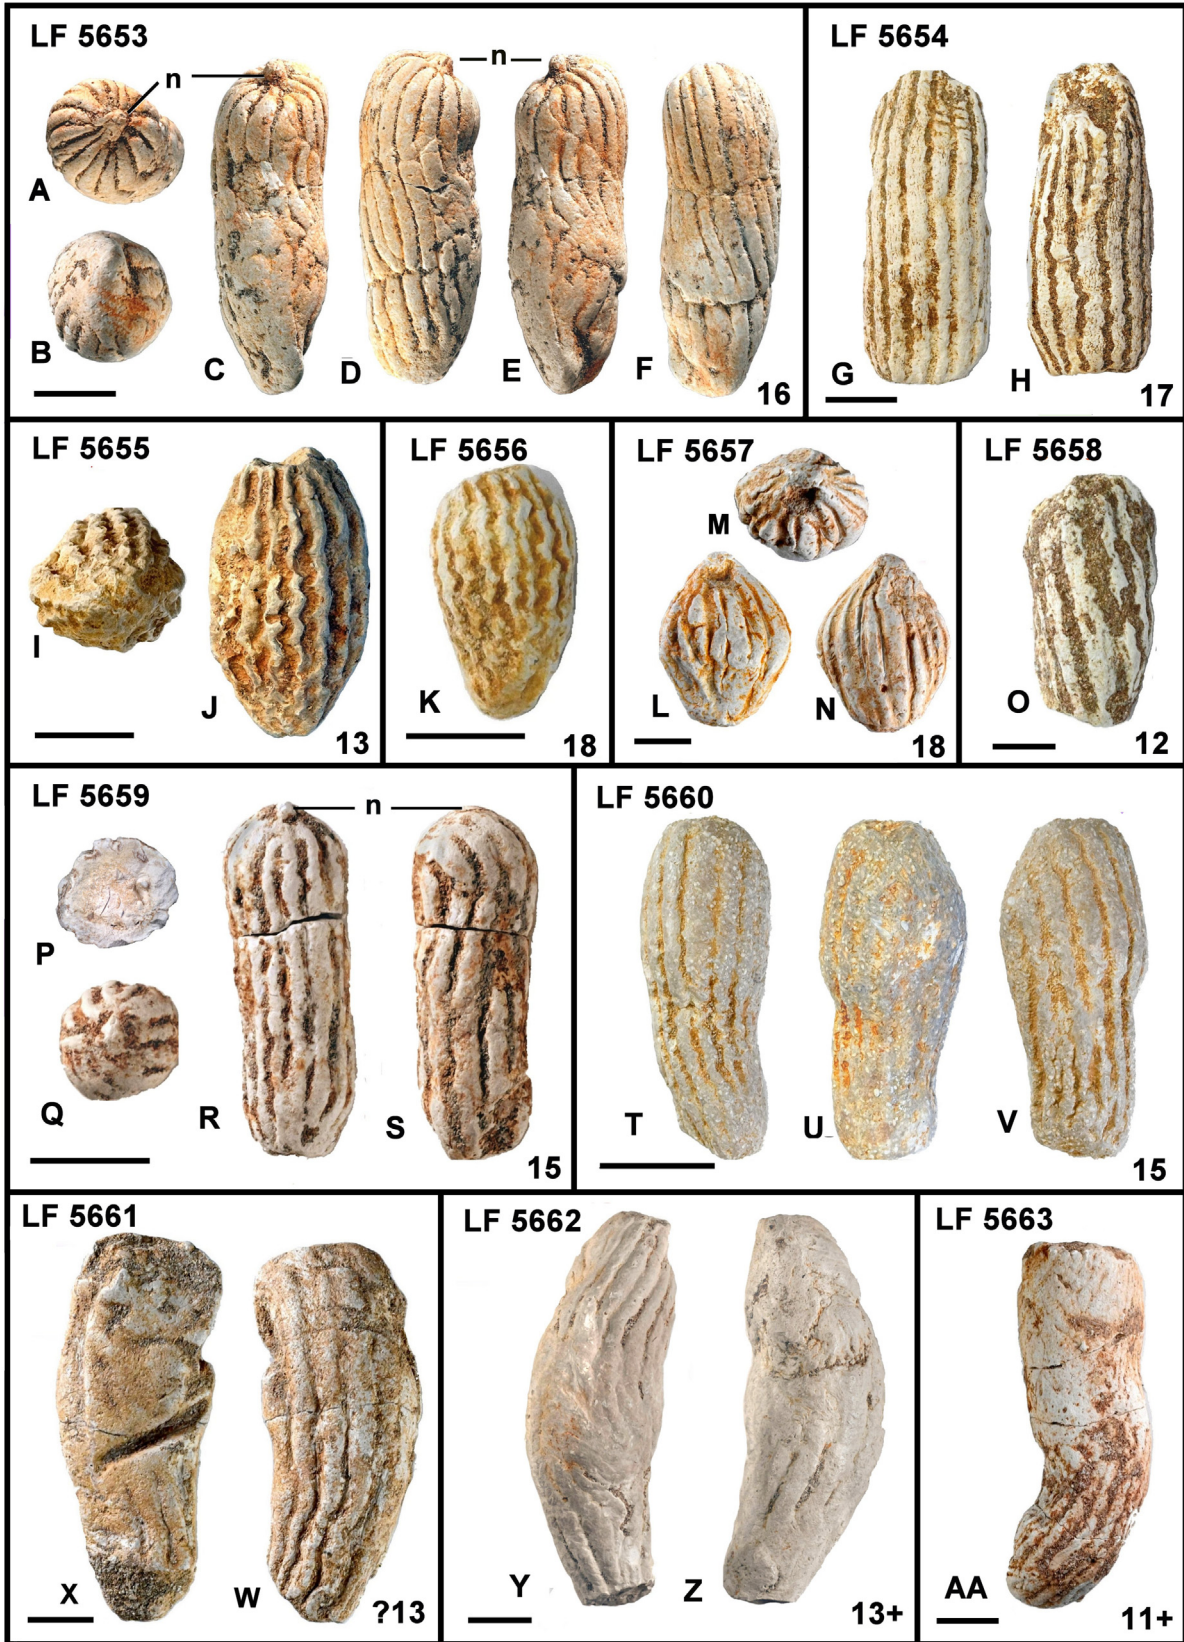 LF 5653
n
n
A
B
C
D
E
F
16
LF 5654
G
H
17
LF 5655
I
J
13
LF 5656
K
18
LF 5657
M
L
N
18
LF 5658
O
12
LF 5659
n
P
Q
R
S
15
LF 5660
T
U
V
15
LF 5661
X
W
?13
LF 5662
Y
Z
13+
LF 5663
AA
11+